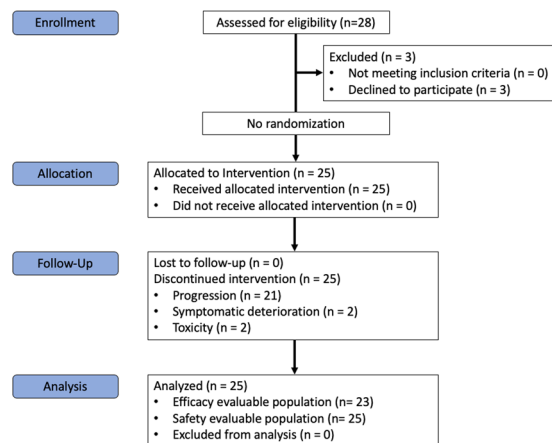 Enrollment
Assessed for eligibility (n=28)
Excluded (n = 3)
• Not meeting inclusion criteria (n = 0)
• Declined to participate (n = 3)
No randomization
Allocation
Allocated to Intervention (n = 25)
• Received allocated intervention (n = 25)
• Did not receive allocated intervention (n = 0)
Follow-Up
Lost to follow-up (n = 0)
Discontinued intervention (n = 25)
• Progression (n = 21)
• Symptomatic deterioration (n = 2)
• Toxicity (n = 2)
Analysis
Analyzed (n = 25)
• Efficacy evaluable population (n= 23)
• Safety evaluable population (n = 25)
• Excluded from analysis (n = 0)